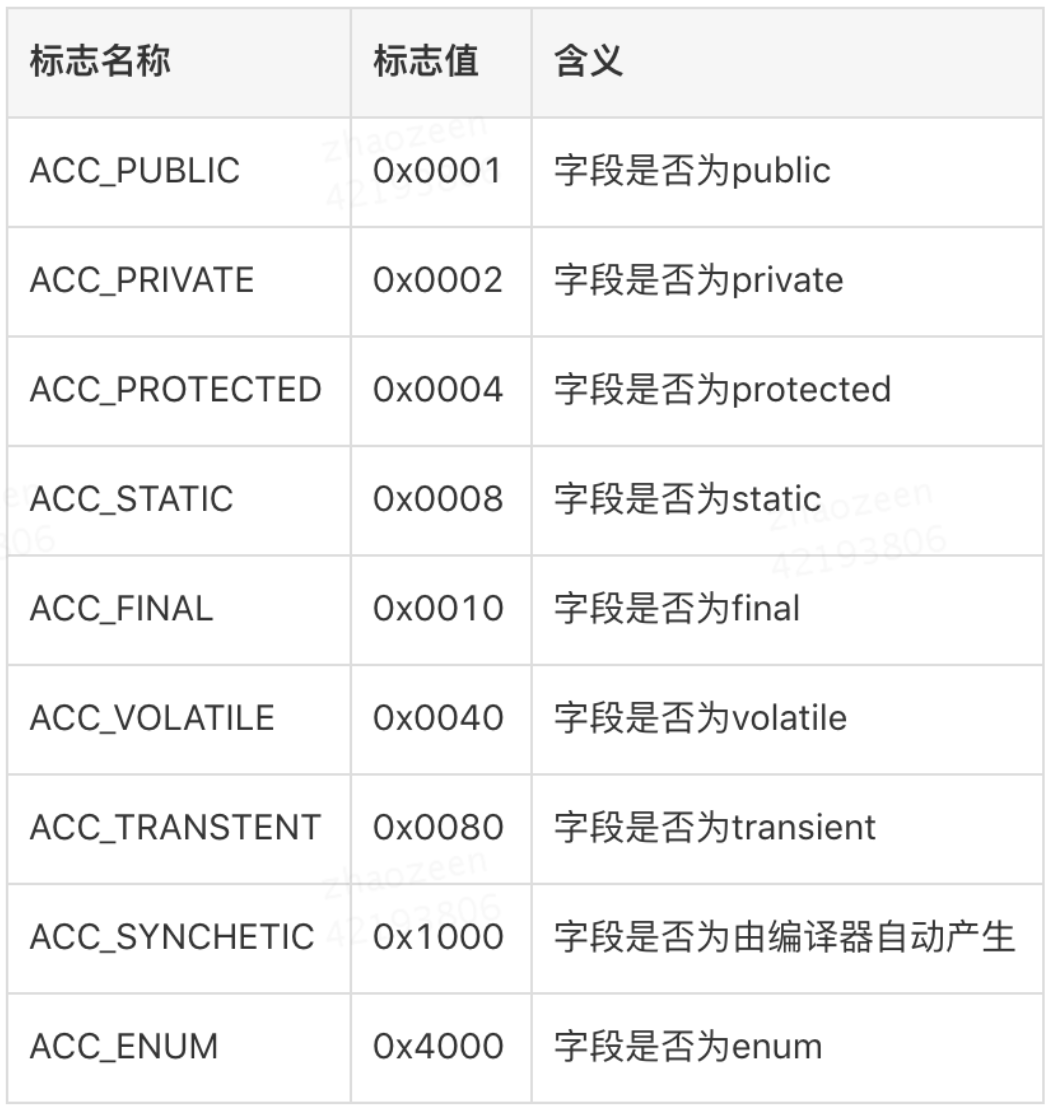 标志名称 标志值 含义
ACC_PUBLIC 0x0001 字段是否为public
ACC_PRIVATE 0x0002 字段是否为private
ACC_PROTECTED 0x0004 字段是否为protected
ACC_STATIC 0x0008 字段是否为static
ACC_FINAL 0x0010 字段是否为final
ACC_VOLATILE 0x0040 字段是否为volatile
ACC_TRANSTENT 0x0080 字段是否为transient
ACC_SYNCHETIC 0x1000 字段是否为由编译器自动产生
ACC_ENUM 0x4000 字段是否为enum
zhaozeen
42193806
een
806
zhaozeen
42193806
zhaozeen
42193806